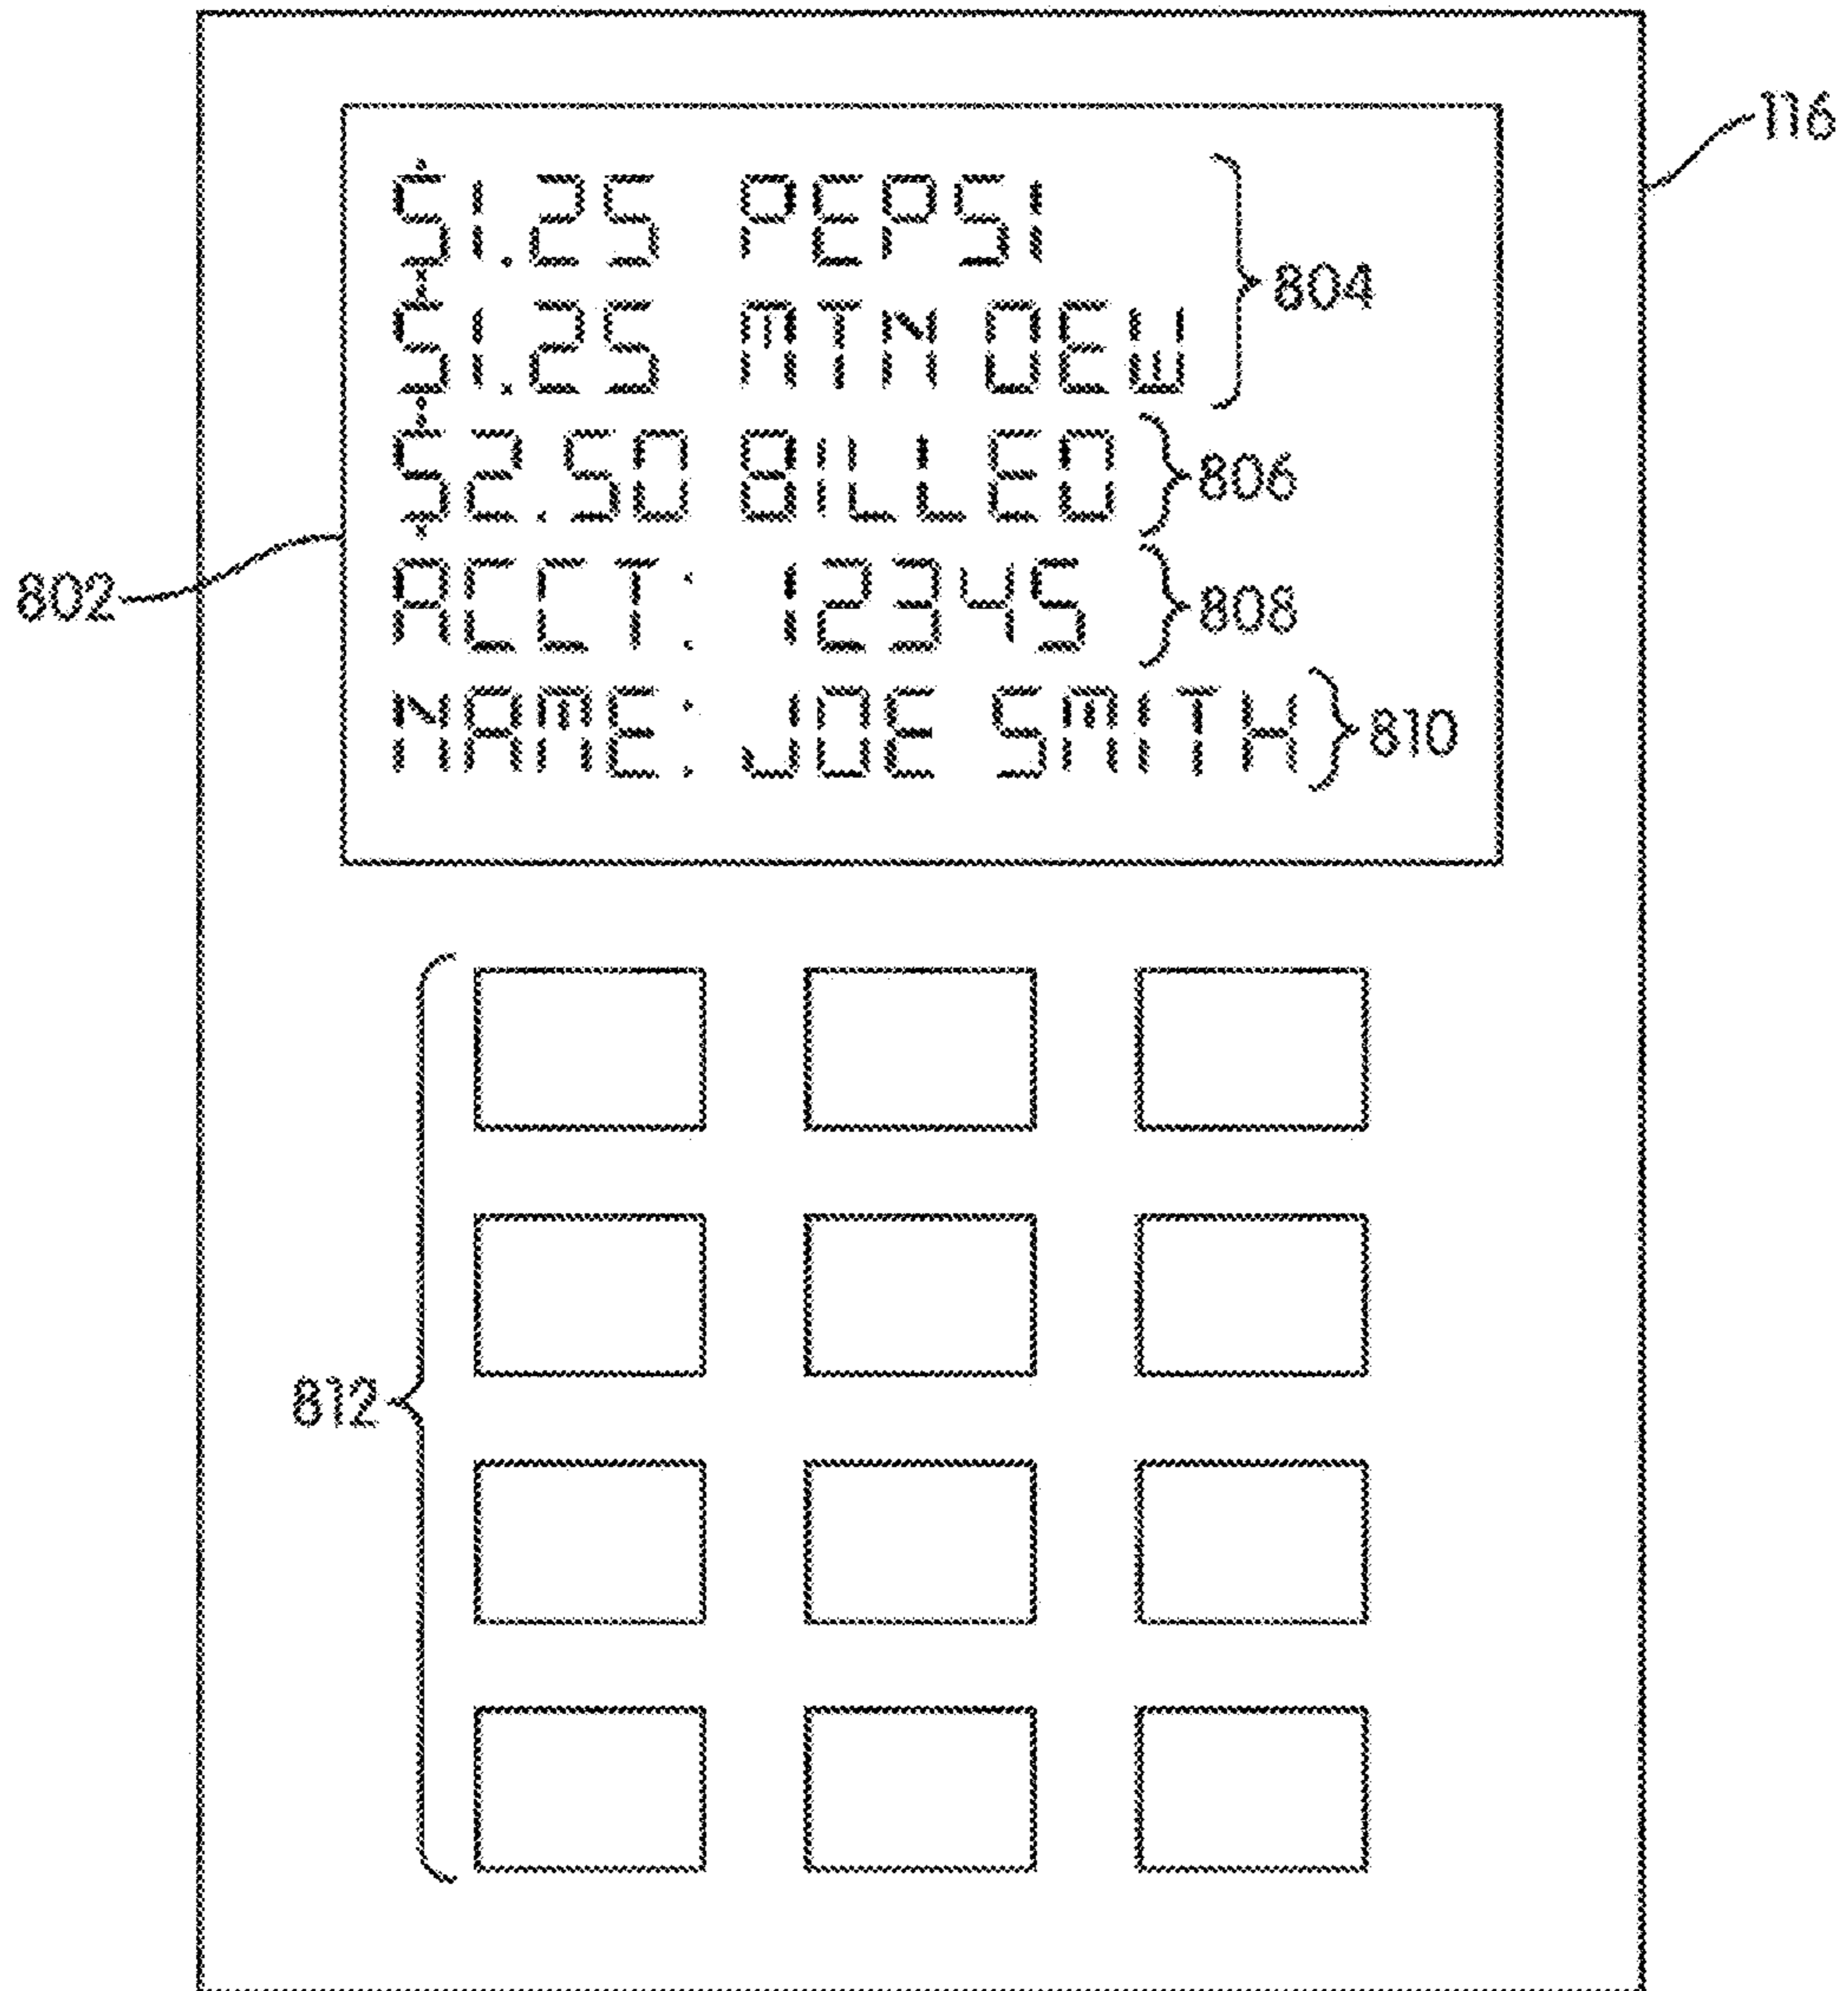 116
$1.25 PEPSI
$1.25 MTN DEW
804
$2.50 BILLED
806
802
ACCT: 12345
808
NAME: JOE SMITH
810
812